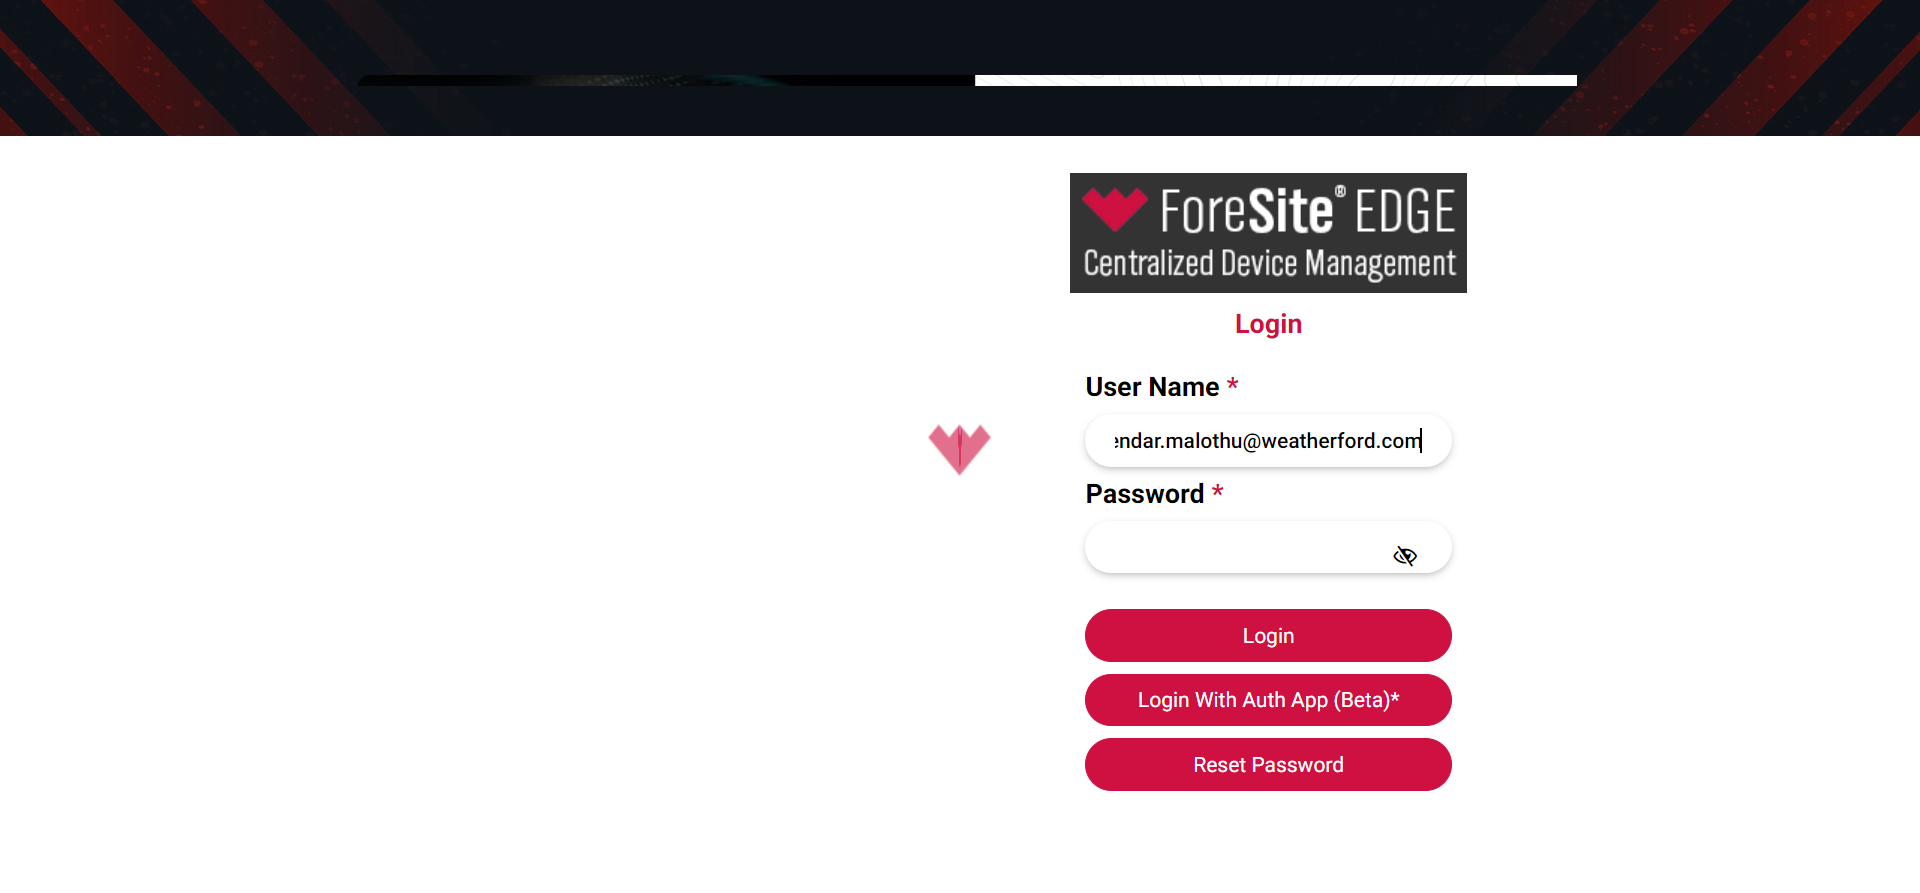 ForeSite® EDGE
Centralized Device Management
Login
User Name *
endar.malothu@weatherford.com
Password *
Login
Login With Auth App (Beta)*
Reset Password